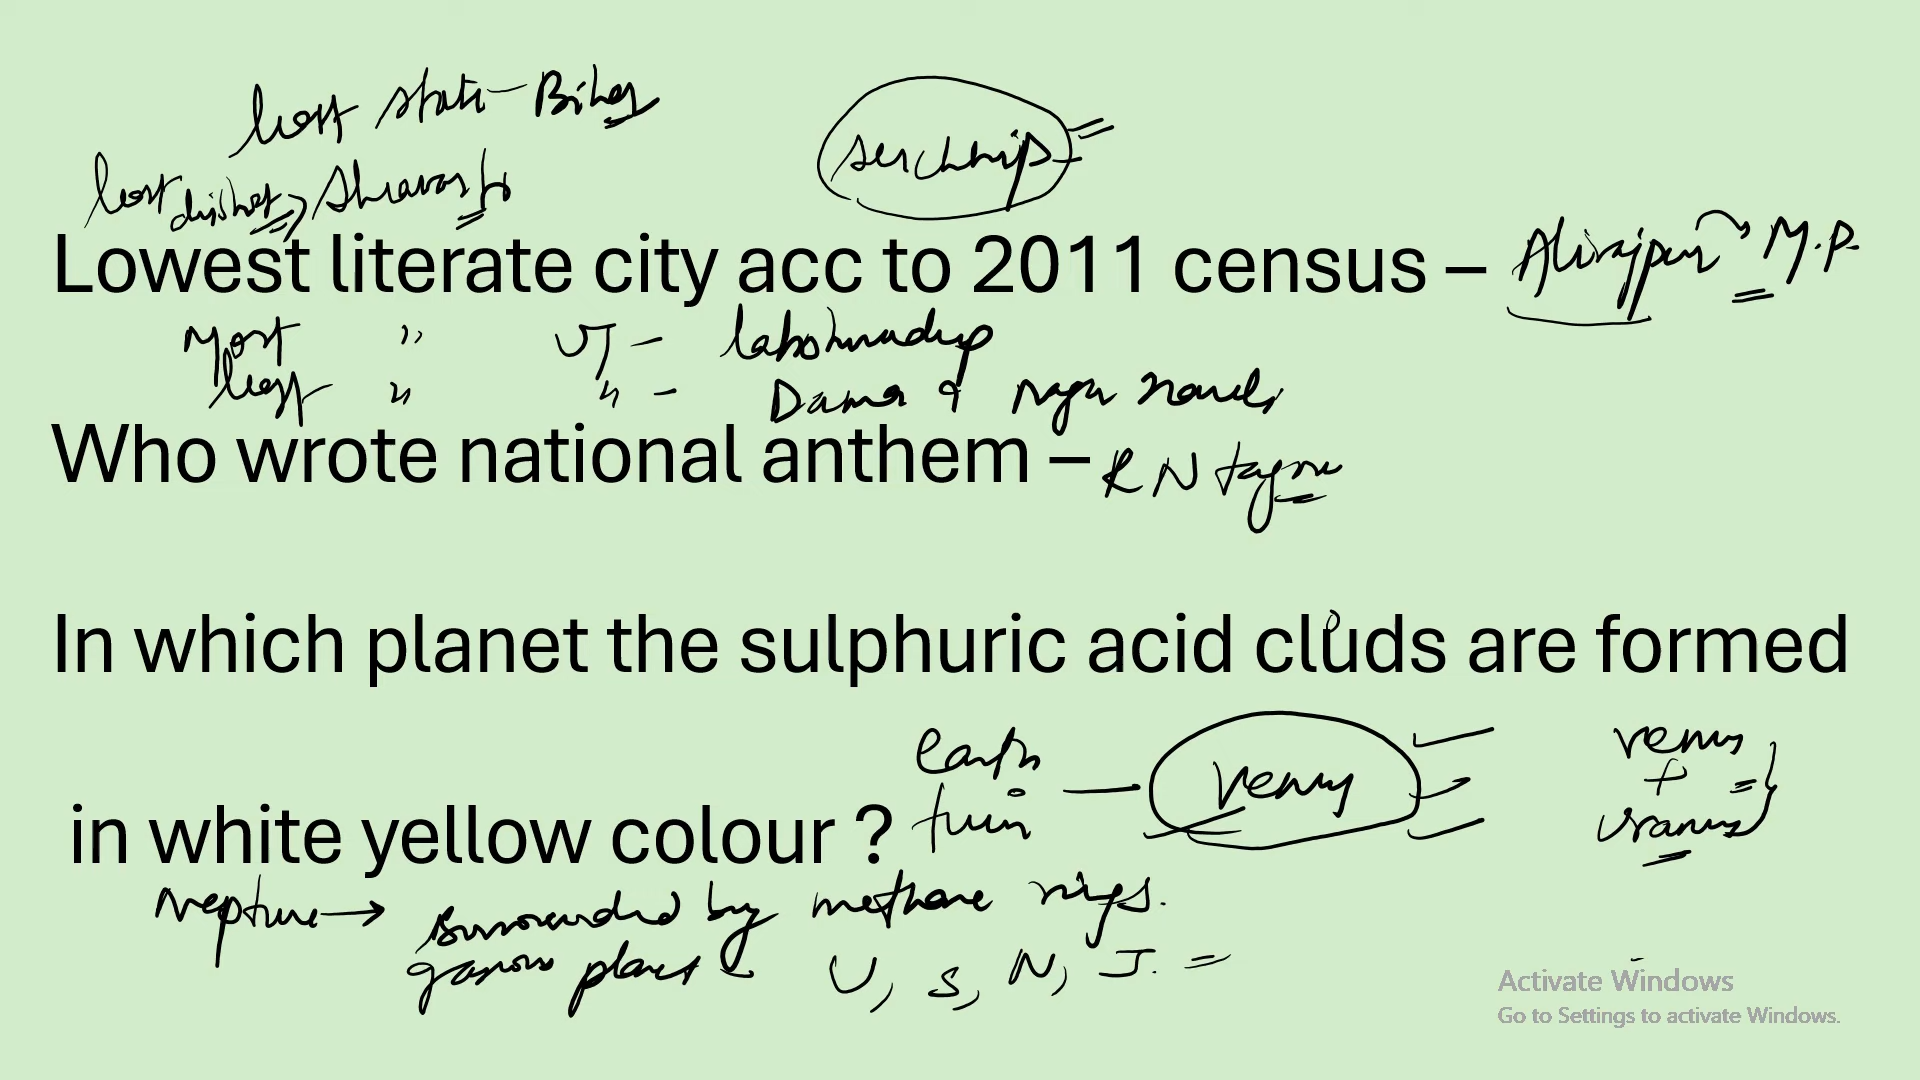 least state - Bihar
serchhip =
least district => Shravasti
Lowest literate city acc to 2011 census – Alirajpur M.P.
Most " UT - lakshwadip
least " " - Daman & nagar haveli
Who wrote national anthem – R N tagore
In which planet the sulphuric acid cluds are formed
earth twin — venus
venus + uranus
in white yellow colour ?
Neptune → surrounded by methane rings.
gaseous planet - U, S, N, J. =
Activate Windows
Go to Settings to activate Windows.